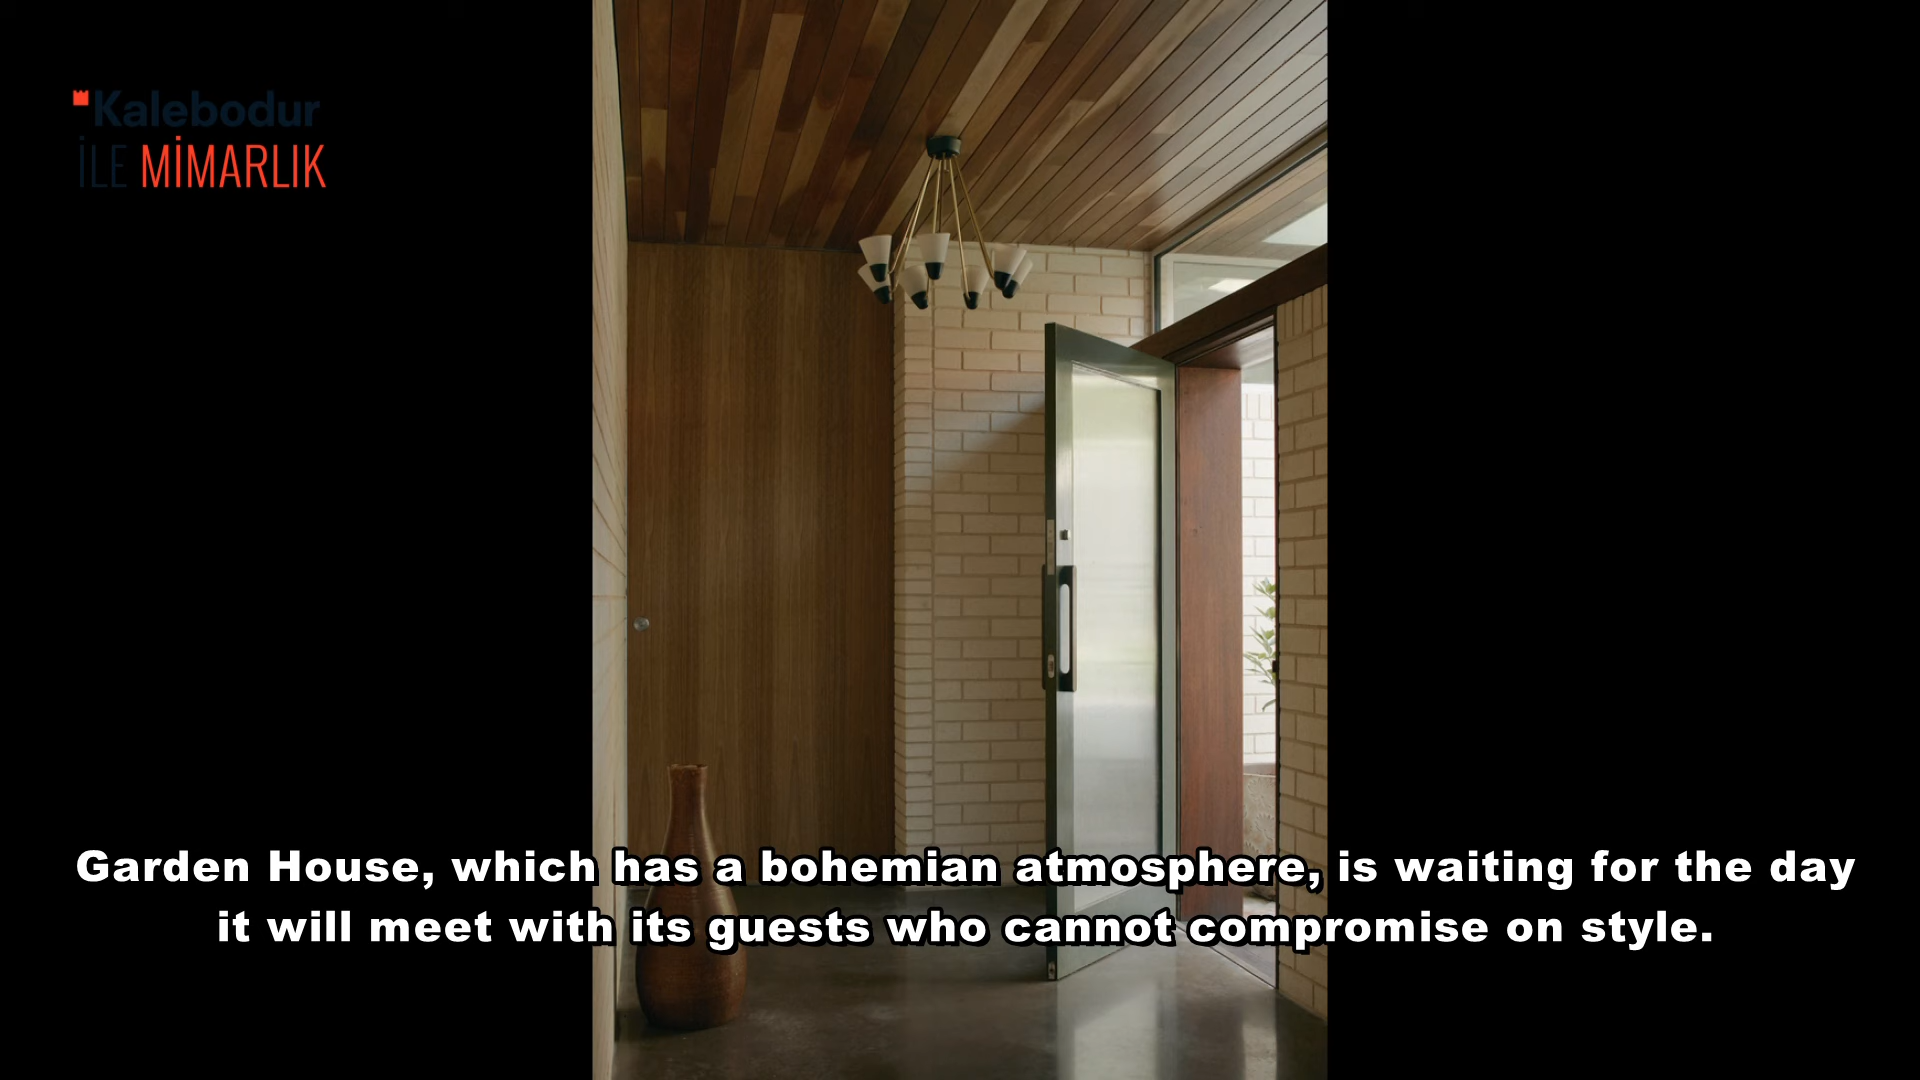 Kalebodur
İLE MİMARLIK
Garden House, which has a bohemian atmosphere, is waiting for the day
it will meet with its guests who cannot compromise on style.